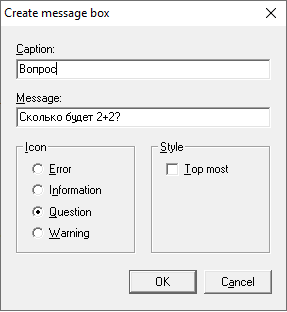 Create message box
Caption:
Вопрос
Message:
Сколько будет 2+2?
Icon
Error
Information
Question
Warning
Style
Top most
OK
Cancel